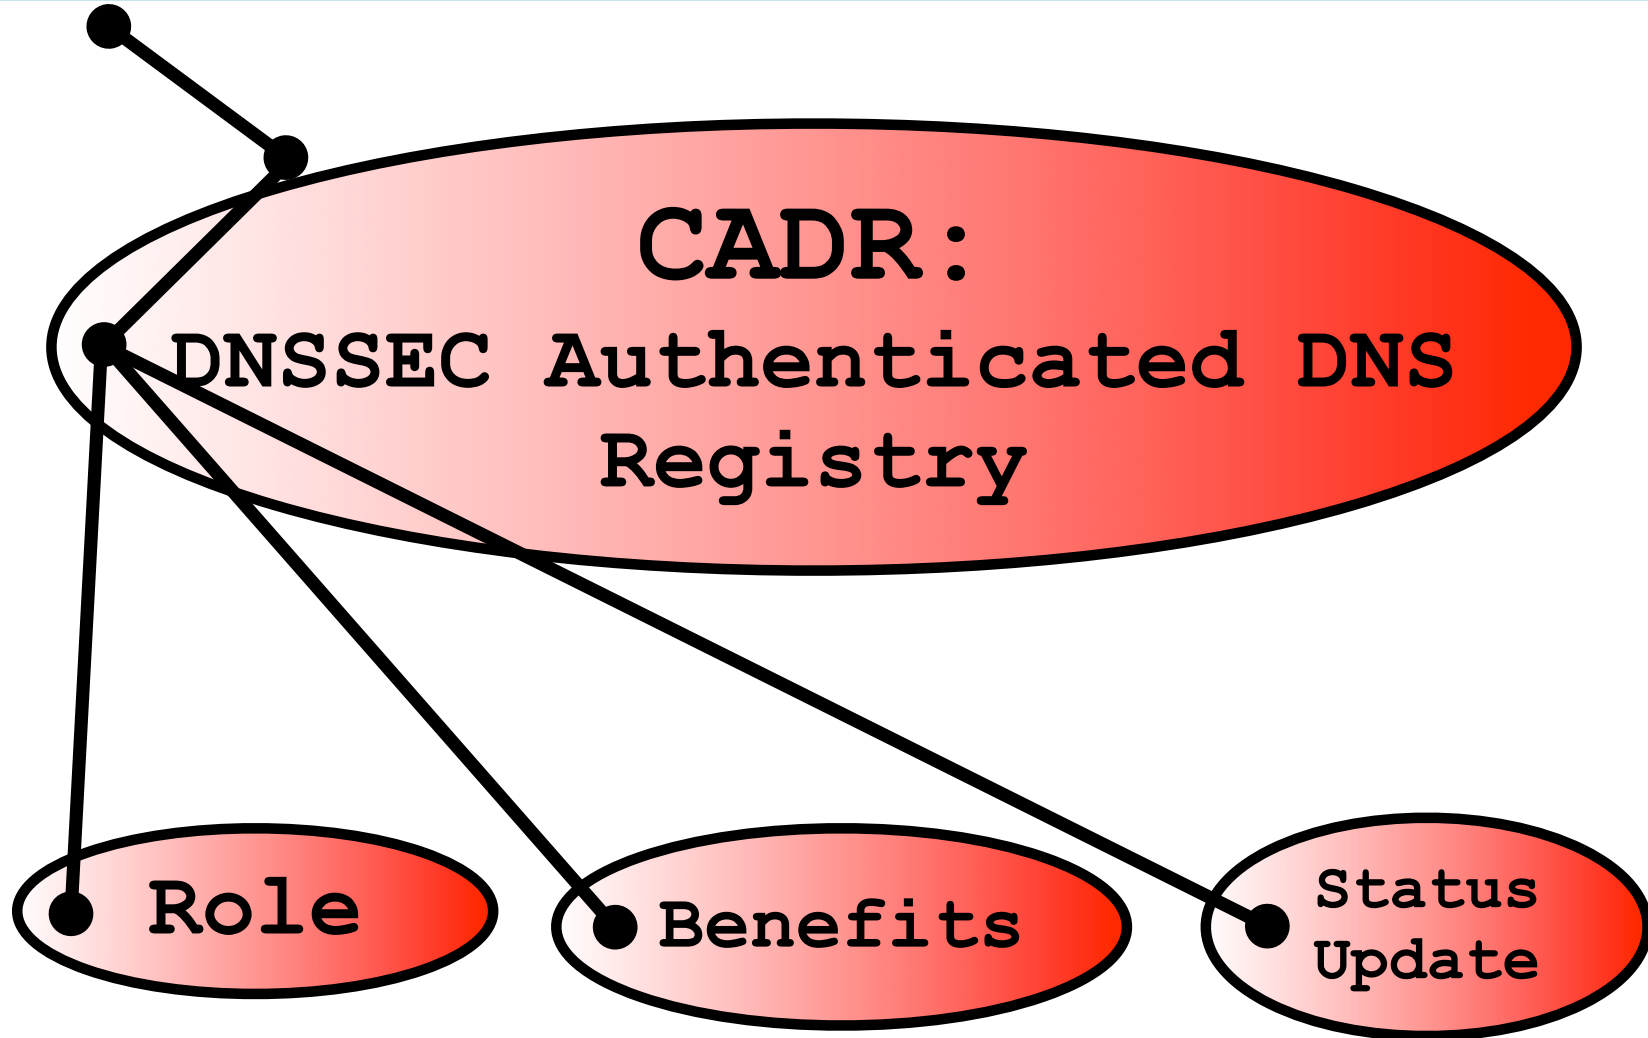 CADR:
DNSSEC Authenticated DNS
Registry
Role
Benefits
Status
Update